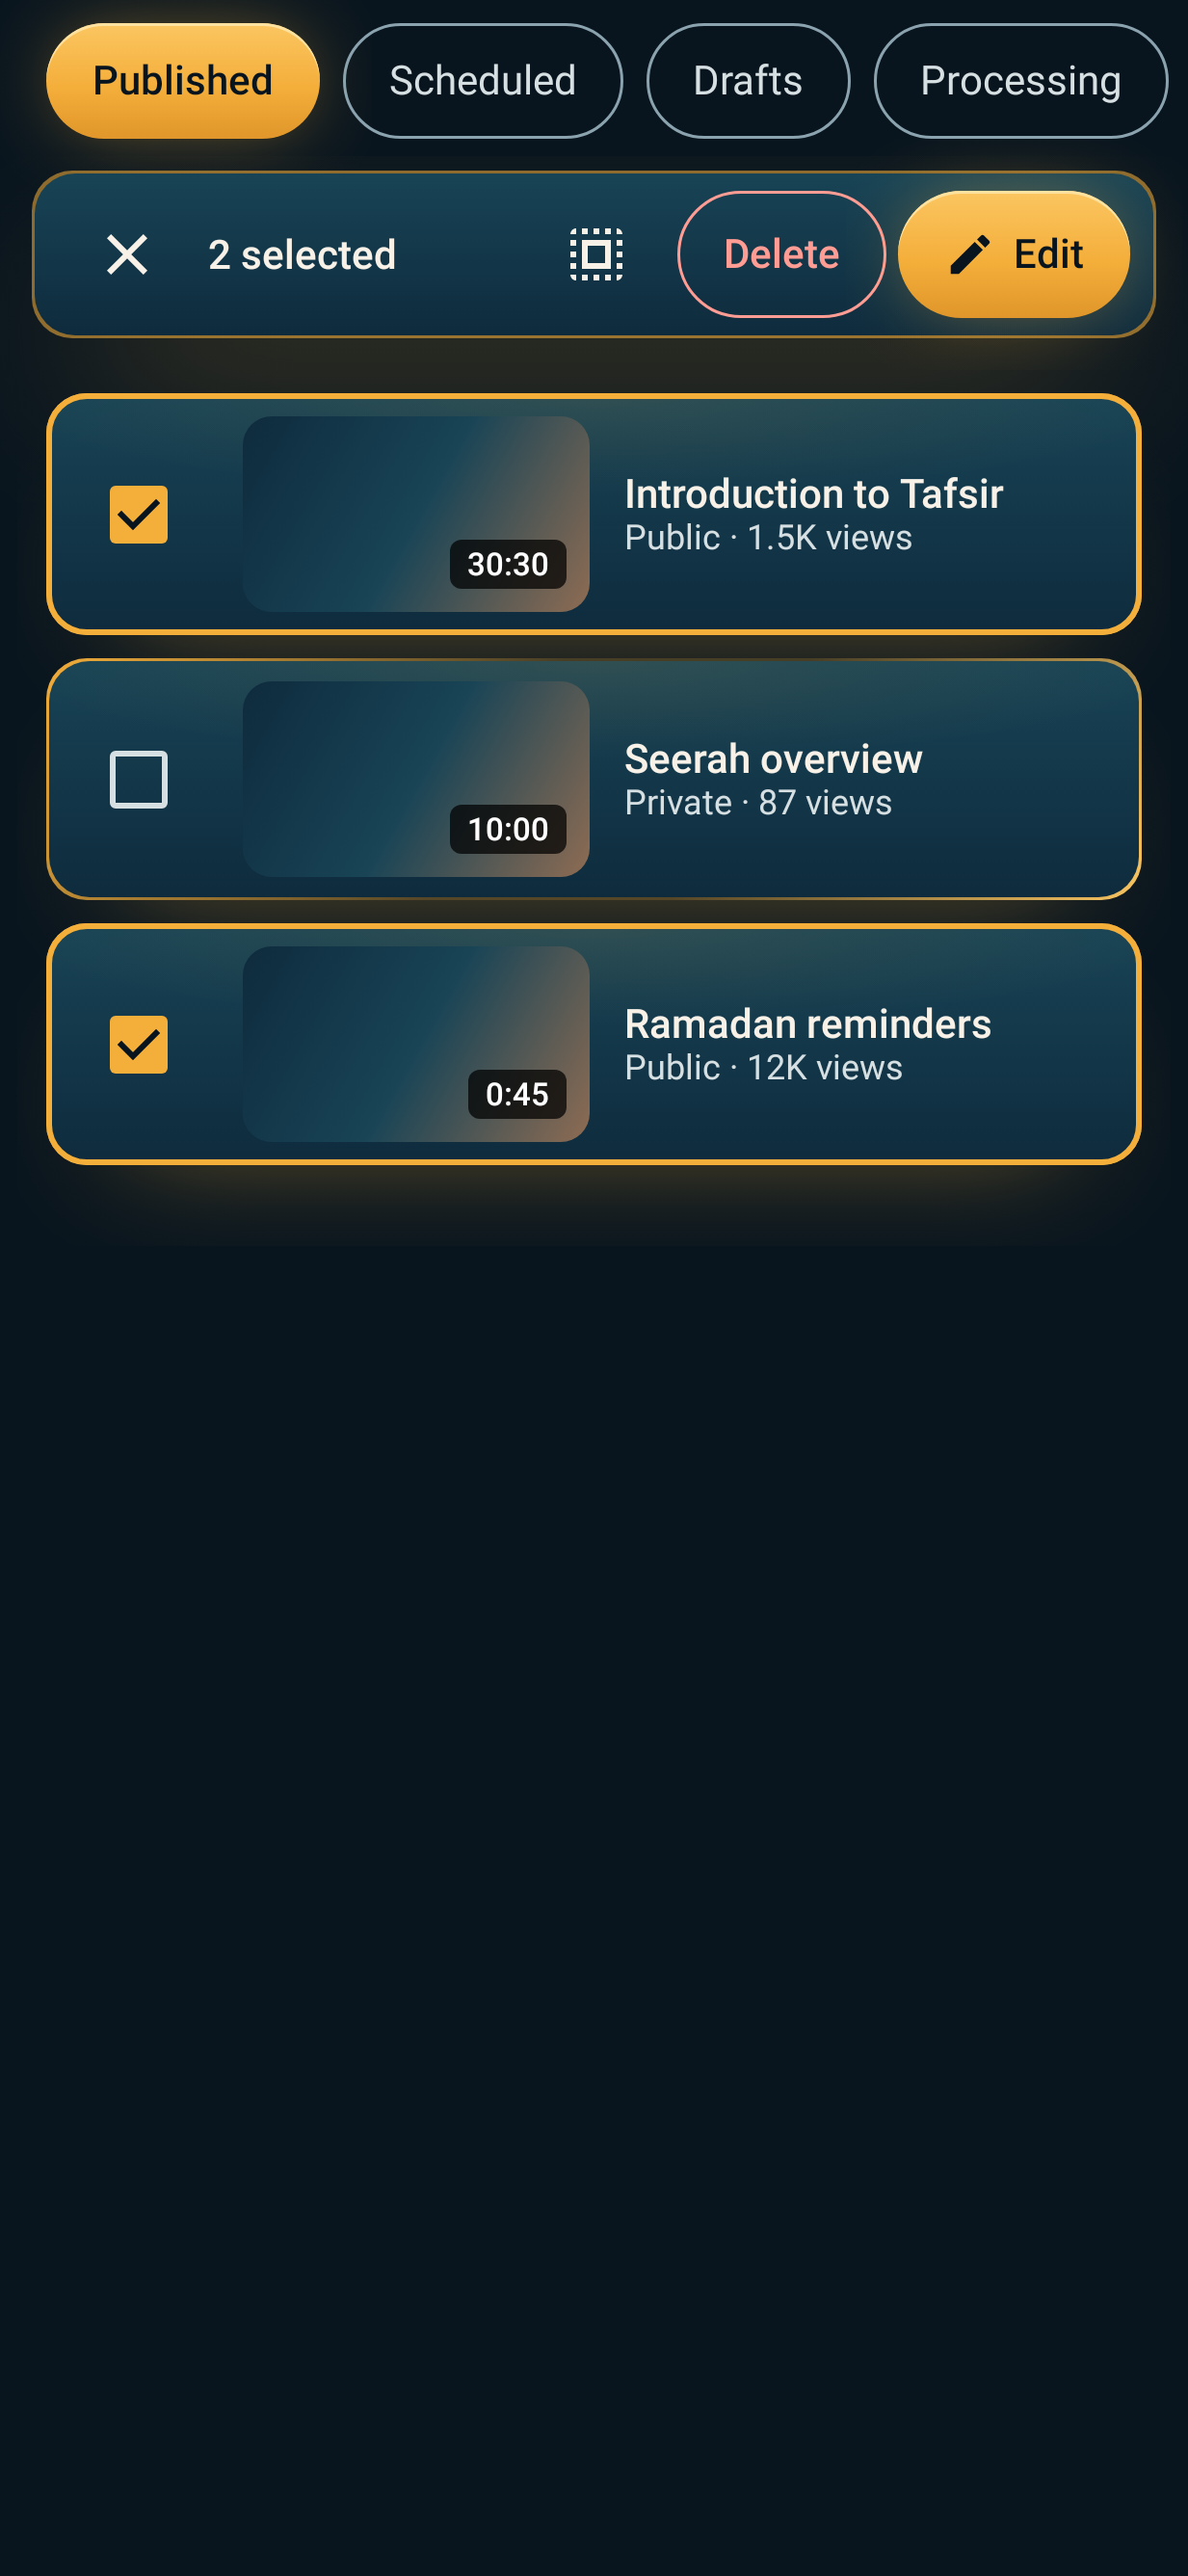 Published Scheduled Drafts Processing
2 selected Delete Edit
Introduction to Tafsir
Public · 1.5K views
30:30
Seerah overview
Private · 87 views
10:00
Ramadan reminders
Public · 12K views
0:45